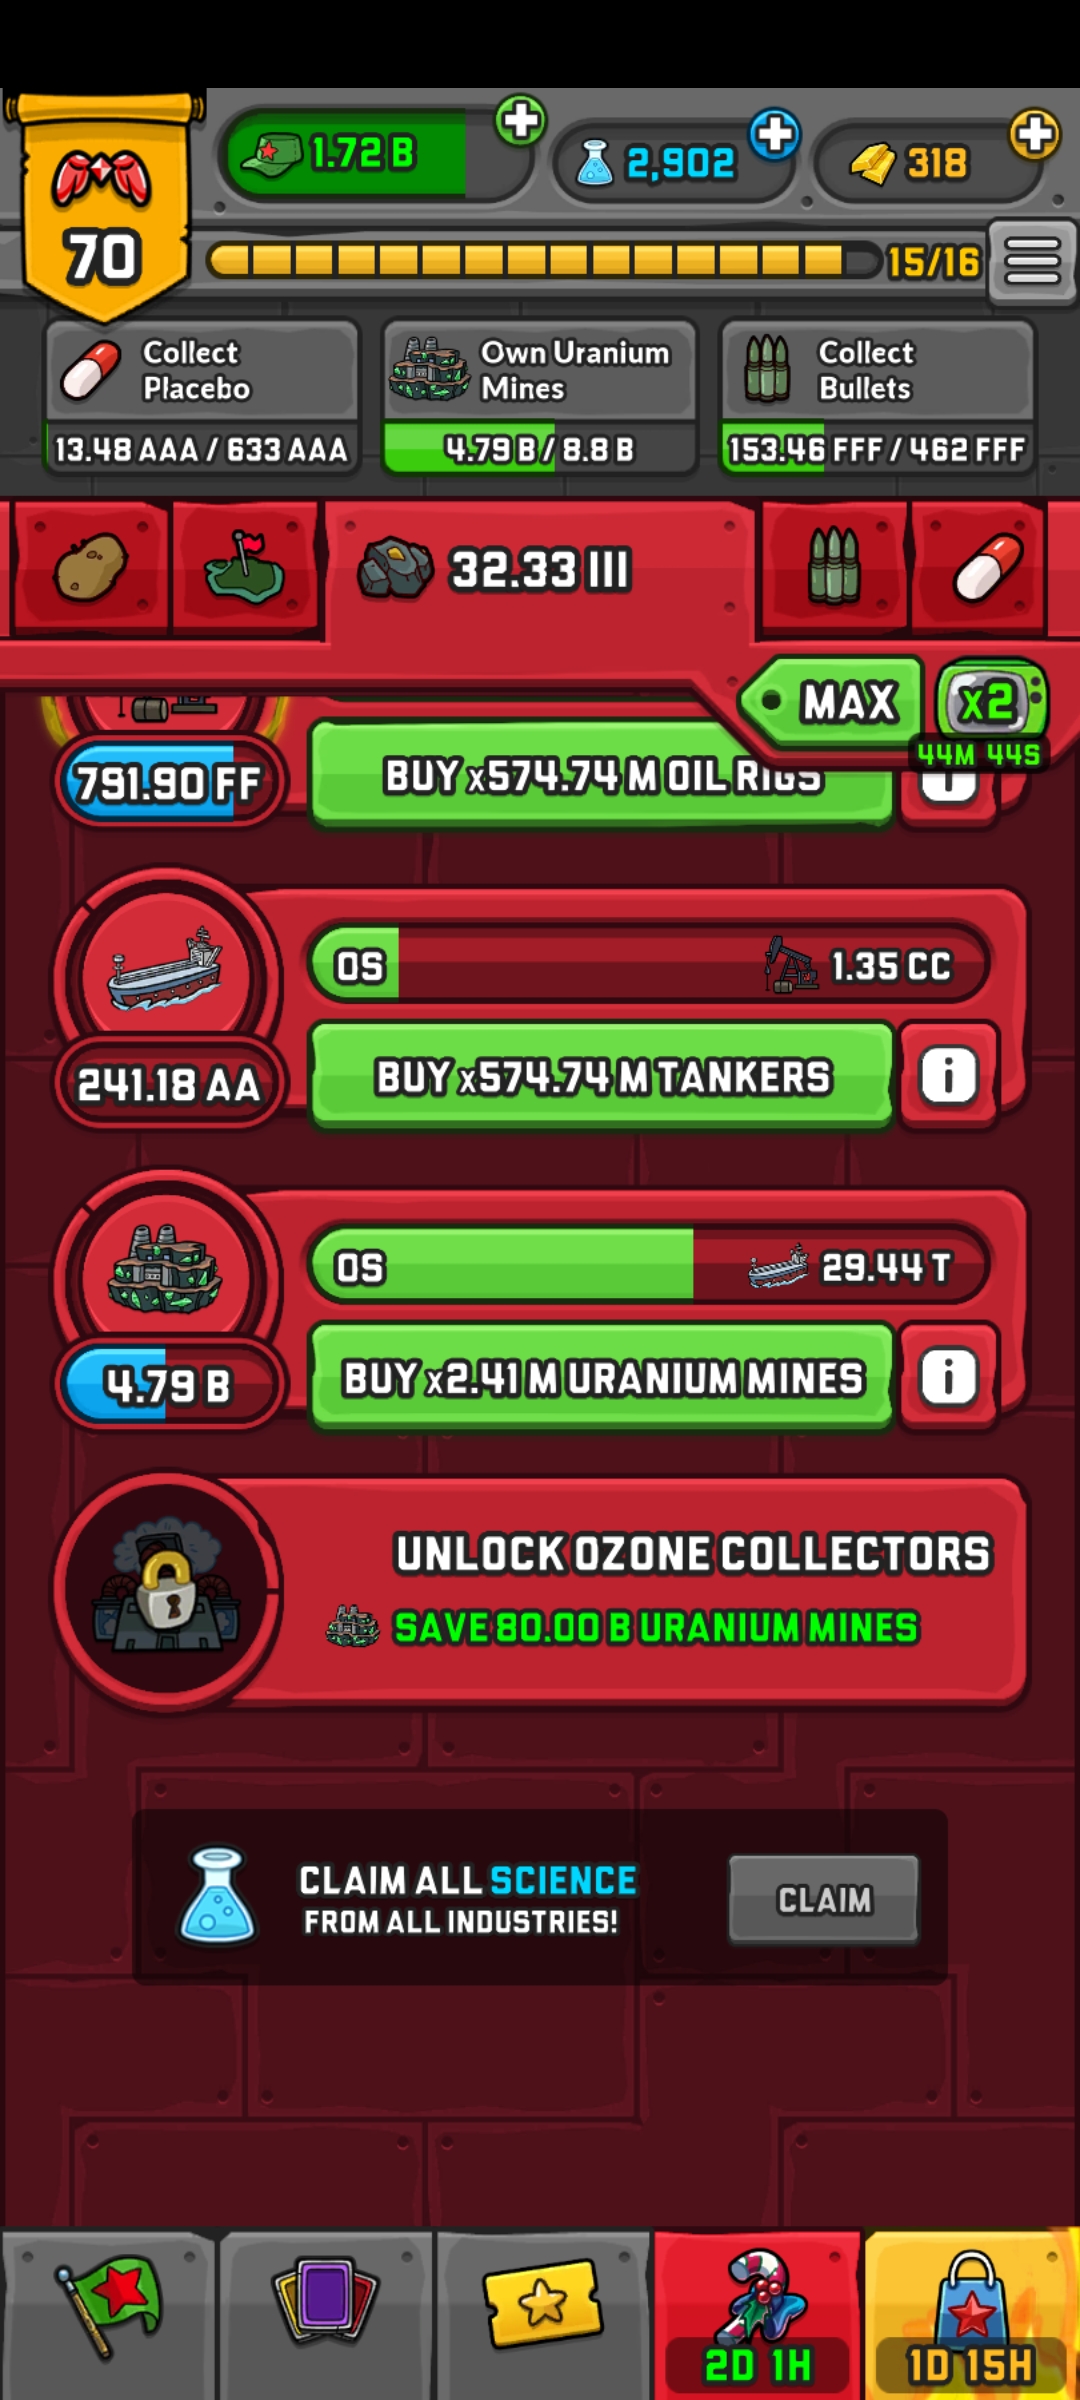 1.72 B
2,902
318
70
15/16
Collect
Placebo
13.48 AAA / 633 AAA
Own Uranium
Mines
4.79 B / 8.8 B
Collect
Bullets
153.46 FFF / 462 FFF
32.33 III
MAX
x2
44M 44S
791.90 FF
BUY x574.74 M OIL RIGS
0S
1.35 CC
241.18 AA
BUY x574.74 M TANKERS
i
0S
29.44 T
4.79 B
BUY x2.41 M URANIUM MINES
i
UNLOCK OZONE COLLECTORS
SAVE 80.00 B URANIUM MINES
CLAIM ALL SCIENCE
FROM ALL INDUSTRIES!
CLAIM
2D 1H
1D 15H